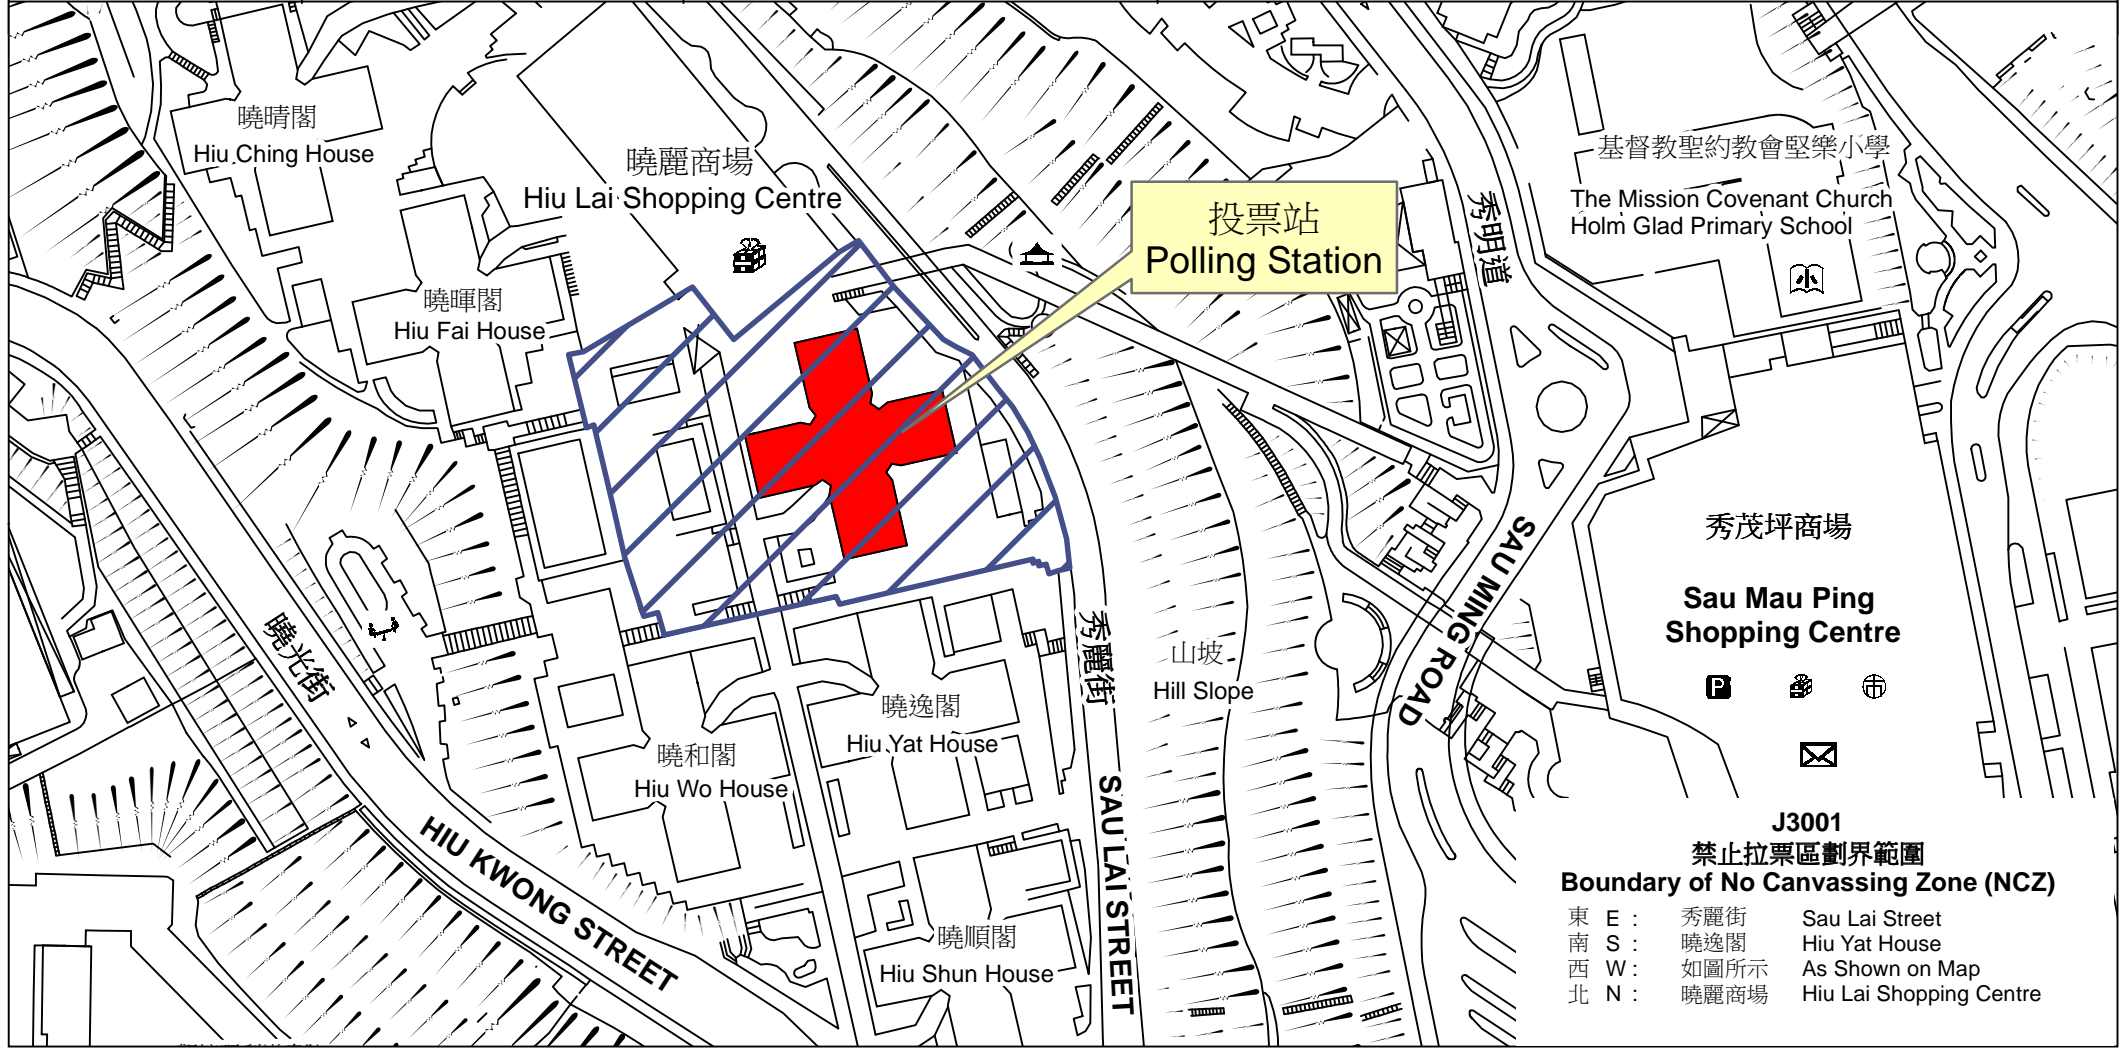 曉晴閣
Hiu Ching House
曉麗商場
Hiu Lai Shopping Centre
曉暉閣
Hiu Fai House
投票站
Polling Station
秀明道
基督教聖約教會堅樂小學
The Mission Covenant Church
Holm Glad Primary School
秀茂坪商場
Sau Mau Ping
Shopping Centre
P
市
SAU MING ROAD
山坡
Hill Slope
秀麗街
SAU LAI STREET
曉光街
HIU KWONG STREET
曉逸閣
Hiu Yat House
曉和閣
Hiu Wo House
曉順閣
Hiu Shun House
J3001
禁止拉票區劃界範圍
Boundary of No Canvassing Zone (NCZ)
東 E : 秀麗街 Sau Lai Street
南 S : 曉逸閣 Hiu Yat House
西 W : 如圖所示 As Shown on Map
北 N : 曉麗商場 Hiu Lai Shopping Centre